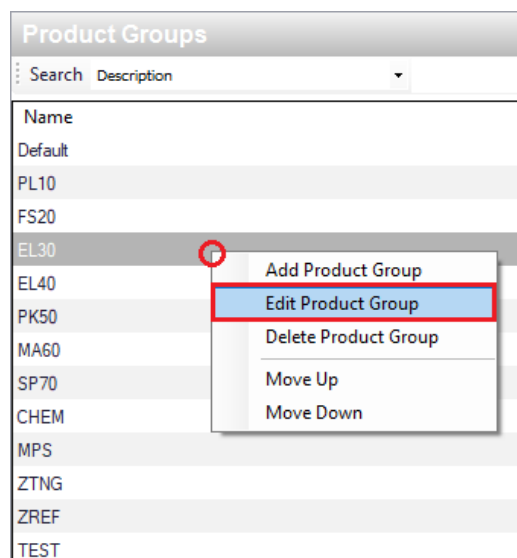 Product Groups
Search Description
Name
Default
PL10
FS20
EL30
Add Product Group
EL40
Edit Product Group
PK50
Delete Product Group
MA60
SP70
Move Up
CHEM
Move Down
MPS
ZTNG
ZREF
TEST